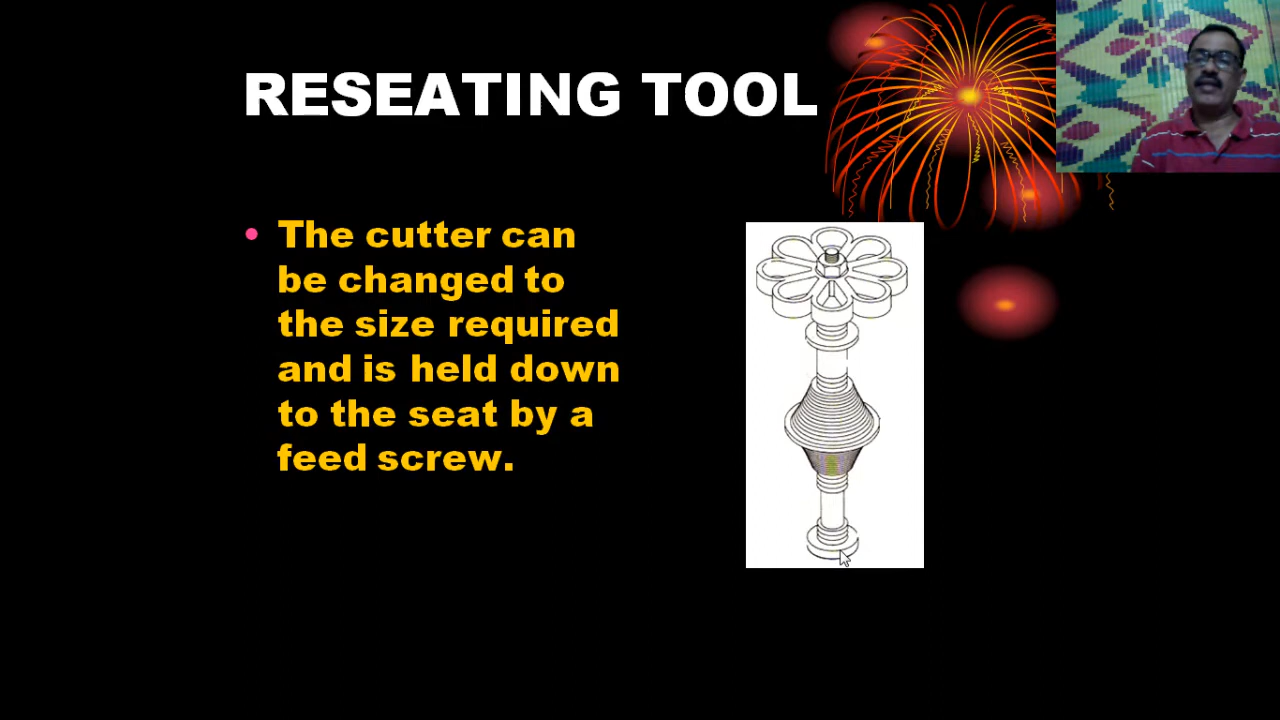 RESEATING TOOL
• The cutter can
be changed to
the size required
and is held down
to the seat by a
feed screw.